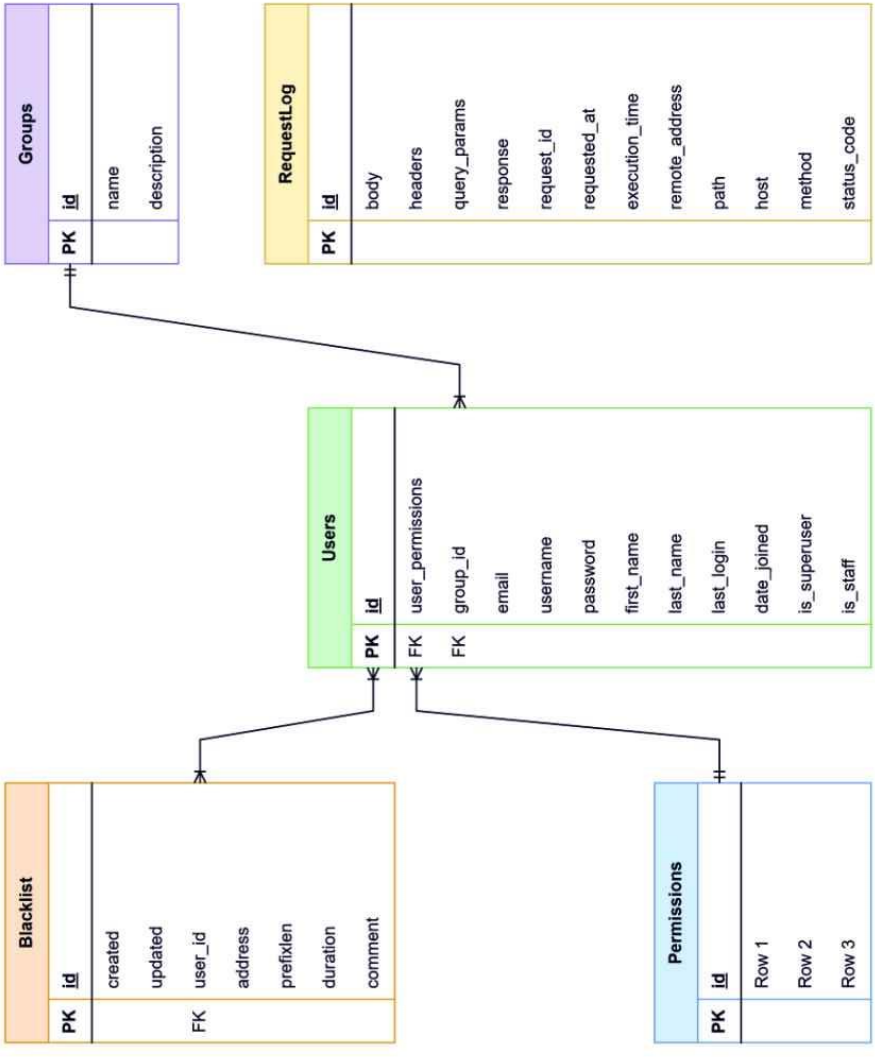 Blacklist
PK id
created
updated
FK user_id
address
prefixlen
duration
comment
Permissions
PK id
Row 1
Row 2
Row 3
Users
PK id
FK user_permissions
FK group_id
email
username
password
first_name
last_name
last_login
date_joined
is_superuser
is_staff
Groups
PK id
name
description
RequestLog
PK id
body
headers
query_params
response
request_id
requested_at
execution_time
remote_address
path
host
method
status_code